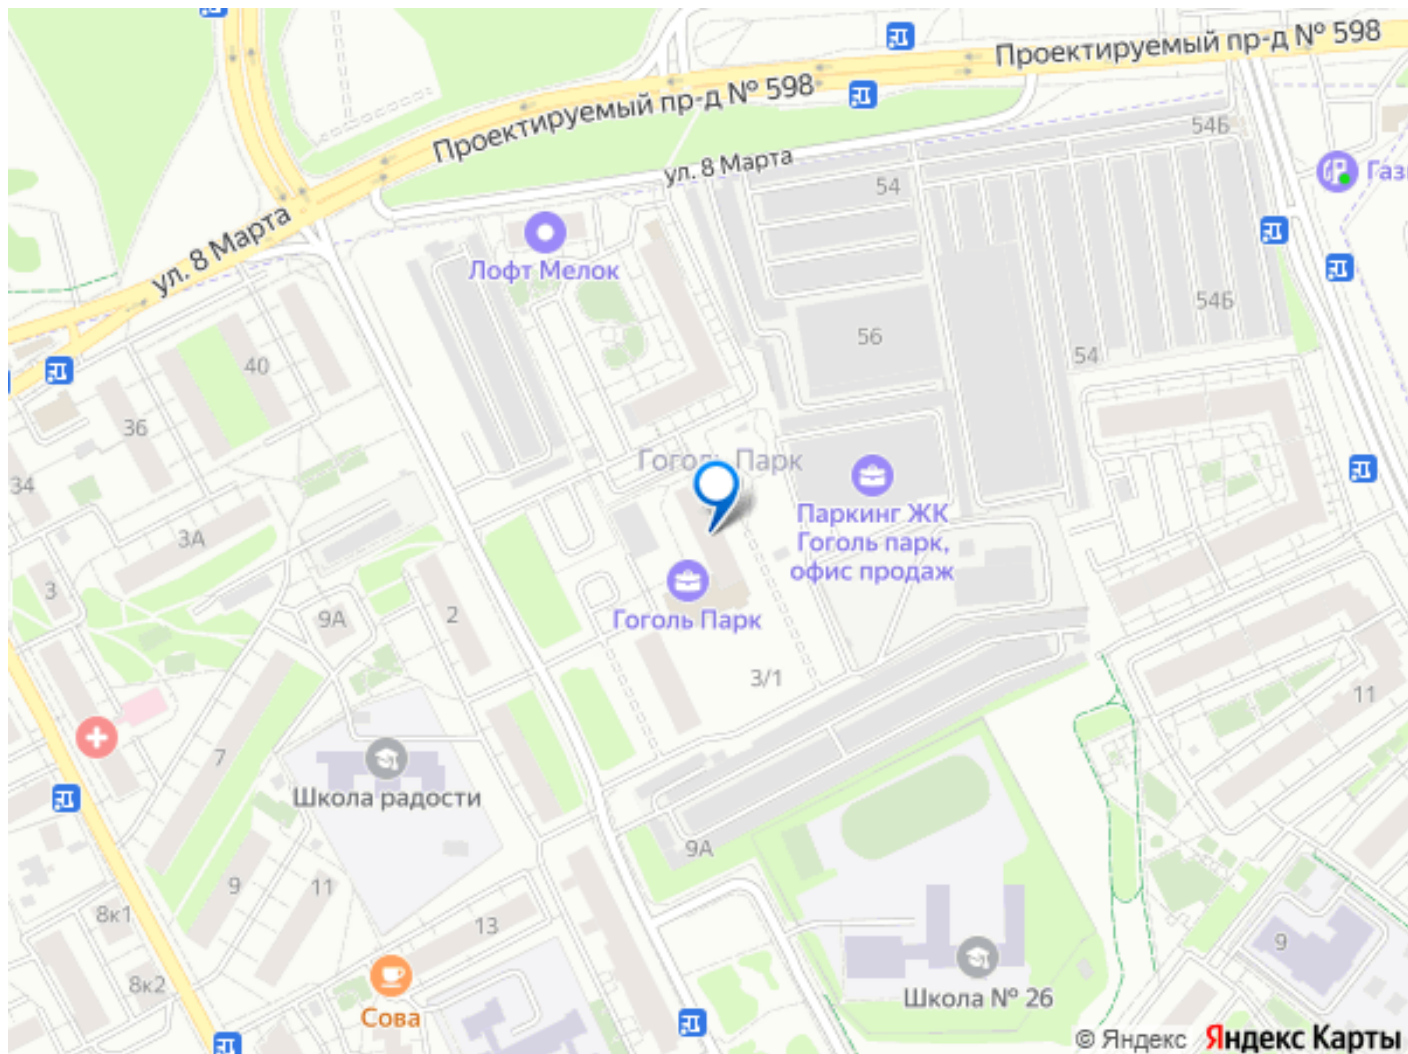 Проектируемый пр-д № 598
Проектируемый пр-д № 598
54Б
ул. 8 Марта
54
ул. 8 Марта
Лофт Мелок
54Б
56
54
40
36
34
Гоголь Парк
Паркинг ЖК
Гоголь парк,
офис продаж
3А
3
9А
2
Гоголь Парк
3/1
11
7
Школа радости
9А
9
11
8к1
13
9
8к2
Сова
Школа № 26
© Яндекс Яндекс Карты